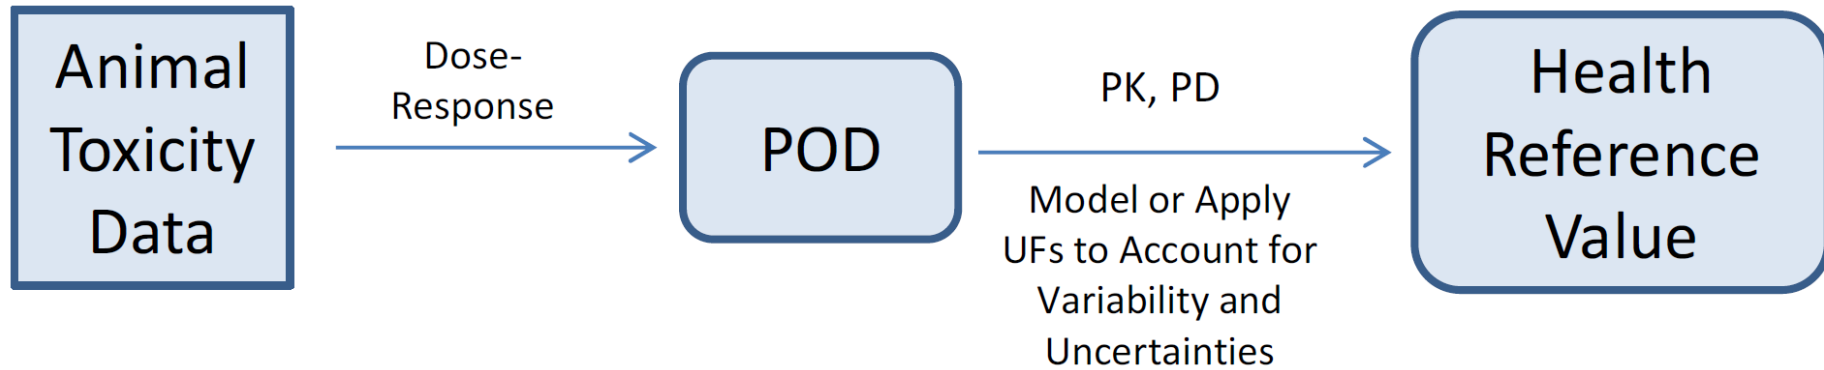 Animal
Toxicity
Data
Dose-
Response
POD
PK, PD
Model or Apply
UFs to Account for
Variability and
Uncertainties
Health
Reference
Value